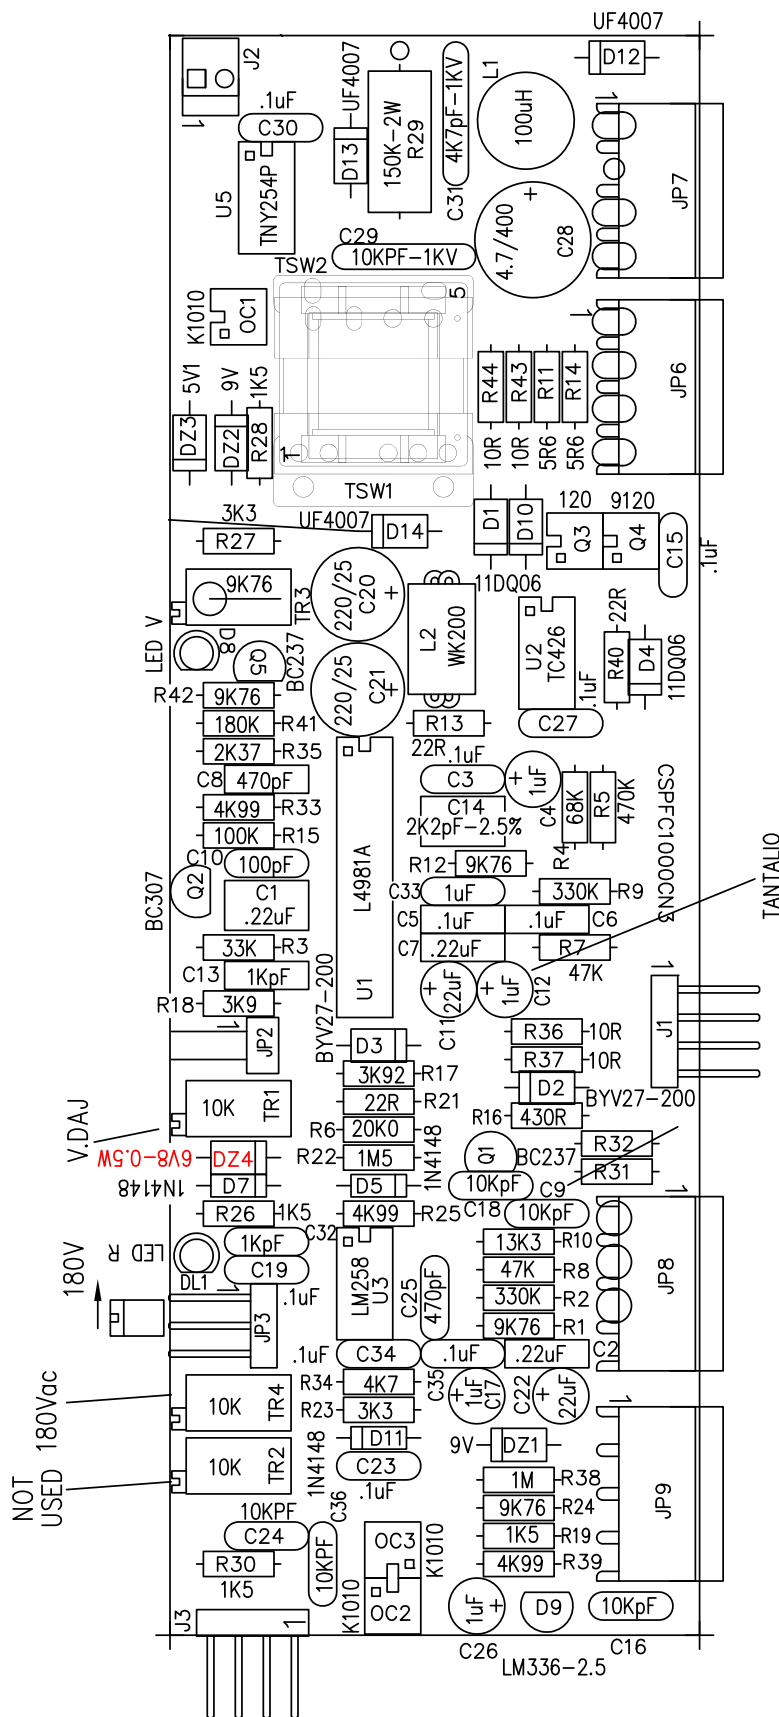 UF4007
D12
J2
1
.1uF
C30
U5
TNY254P
UF4007
D13
150K-2W
R29
4K7pF-1KV
C31
L1
100uH
1
JP7
C29
10KPF-1KV
+
4.7/400
C28
TSW2
5
K1010
OC1
1
JP6
5V1
DZ3
9V
DZ2
1K5
R28
1
TSW1
R44
10R
R43
10R
R11
5R6
R14
5R6
3K3
R27
UF4007
D14
D1
D10
11DQ06
120
Q3
9120
Q4
C15
.1uF
9K76
TR3
220/25
C20
+
L2
WK200
U2
TC426
22R
R40
D4
11DQ06
LED V
D8
Q5
BC237
220/25
C21
+
.1uF
C27
R42
9K76
180K
R41
2K37
R35
C8
470pF
4K99
R33
100K
R15
C10
100pF
BC307
Q2
C1
.22uF
33K
R3
C13
1KpF
R18
3K9
L4981A
U1
R13
22R
.1uF
C3
+
1uF
C4
C14
2K2pF-2.5%
68K
R4
R5
470K
CSPFC1000CN3
R12
9K76
C33
1uF
330K
R9
C5
.1uF
.1uF
C6
C7
.22uF
R7
47K
TANTALIO
+
22uF
C11
+
1uF
C12
1
J1
1
JP2
BYV27-200
D3
3K92
R17
22R
R21
R6
20K0
R22
1M5
D5
1N4148
4K99
R25
R36
10R
R37
10R
D2
BYV27-200
R16
430R
R32
R31
Q1
BC237
10KpF
C9
C18
10KpF
10K
TR1
V.DAJ
6V8-0.5W
DZ4
1N4148
D7
R26
1K5
C32
1KpF
C19
LED R
DL1
180V
1
JP3
.1uF
LM258
U3
C25
470pF
13K3
R10
47K
R8
330K
R2
9K76
R1
1
JP8
.1uF
C34
.1uF
C35
.22uF
C2
R34
4K7
R23
3K3
+
1uF
C17
C22
+
22uF
180Vac
10K
TR4
NOT
USED
10K
TR2
D11
1N4148
C23
.1uF
9V
DZ1
1M
R38
9K76
R24
1K5
R19
4K99
R39
1
JP9
10KPF
C24
C36
10KPF
R30
1K5
OC3
K1010
K1010
OC2
1uF
+
C26
D9
LM336-2.5
10KpF
C16
J3
1